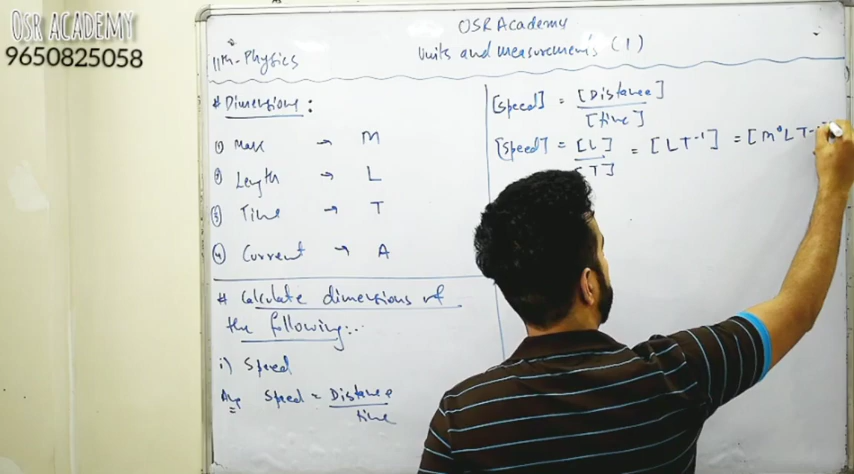 OSR ACADEMY
9650825058
OSR Academy
11th-Physics
Units and measurements (1)
# Dimensions:
1) Mass → M
2) Length → L
3) Time → T
4) Current → A
# Calculate dimensions of
the following:..
i) Speed
Speed = Distance
time
[speed] = [Distance]
[time]
[speed] = [L] = [LT⁻¹] = [M⁰LT⁻¹
T]